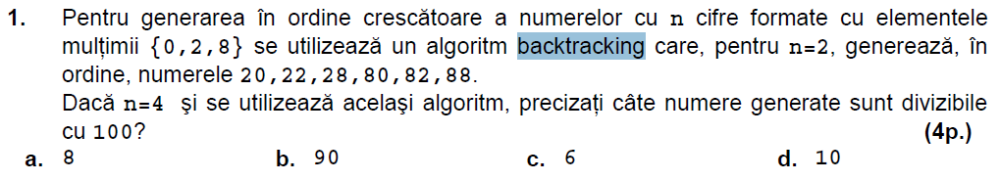 1. Pentru generarea în ordine crescătoare a numerelor cu n cifre formate cu elementele
mulțimii {0,2,8} se utilizează un algoritm backtracking care, pentru n=2, generează, în
ordine, numerele 20,22,28,80,82,88.
Dacă n=4 şi se utilizează acelaşi algoritm, precizați câte numere generate sunt divizibile
cu 100? (4p.)
a. 8 b. 90 c. 6 d. 10